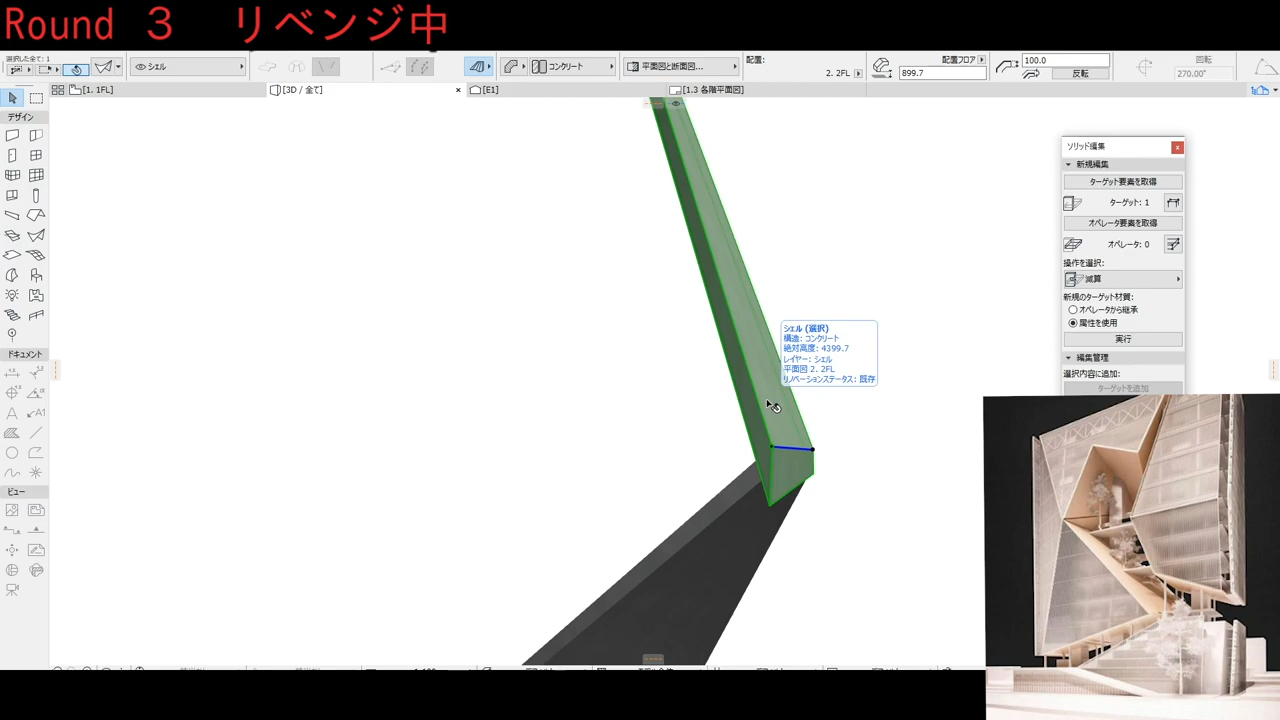 Round 3 リベンジ中
選択した全て: 1
シェル
コンクリート
平面図と断面図...
配置:
2. 2FL
配置フロア
899.7
100.0
反転
回転
270.00°
[1. 1FL]
[3D / 全て]
[E1]
[1.3 各階平面図]
デザイン
ドキュメント
ビュー
シェル (選択)
構造: コンクリート
絶対高度: 4399.7
レイヤー: シェル
平面図 2. 2FL
リノベーションステータス: 既存
ソリッド編集
新規編集
ターゲット要素を取得
ターゲット: 1
オペレータ要素を取得
オペレータ: 0
操作を選択:
減算
新規のターゲット材質:
オペレータから継承
属性を使用
実行
編集管理
選択内容に追加:
ターゲットを追加